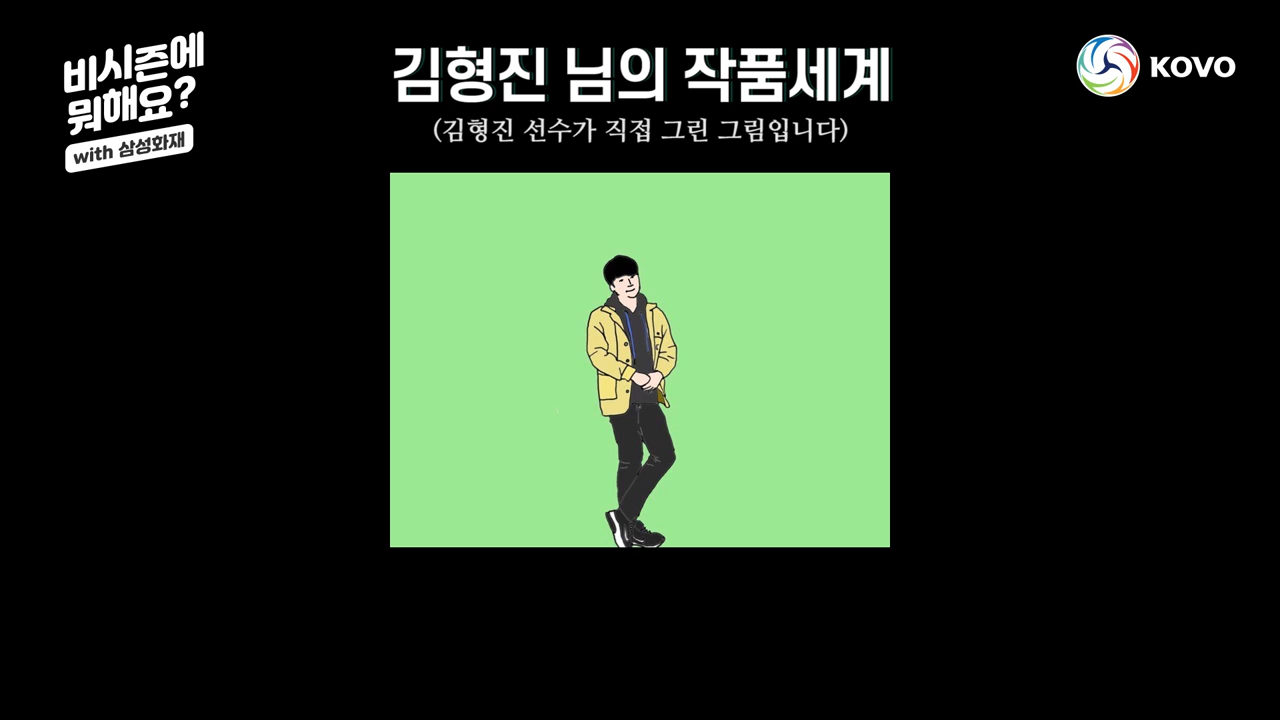 비시즌에
뭐해요?
with 삼성화재
김형진 님의 작품세계
(김형진 선수가 직접 그린 그림입니다)
KOVO